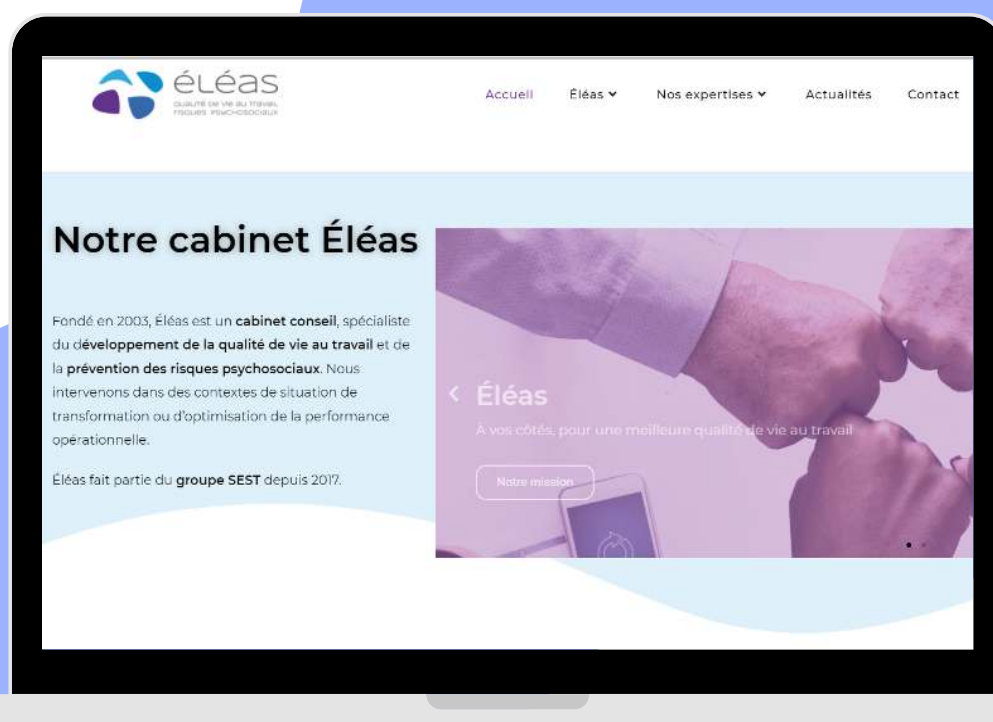 éLéas
QUALITÉ DE VIE AU TRAVAIL
RISQUES PSYCHOSOCIAUX
Accueil
Éléas
Nos expertises
Actualités
Contact
Notre cabinet Éléas
Fondé en 2003, Éléas est un cabinet conseil, spécialiste
du développement de la qualité de vie au travail et de
la prévention des risques psychosociaux. Nous
intervenons dans des contextes de situation de
transformation ou d'optimisation de la performance
opérationnelle.
Éléas fait partie du groupe SEST depuis 2017.
Éléas
À vos côtés, pour une meilleure qualité de vie au travail
Notre mission